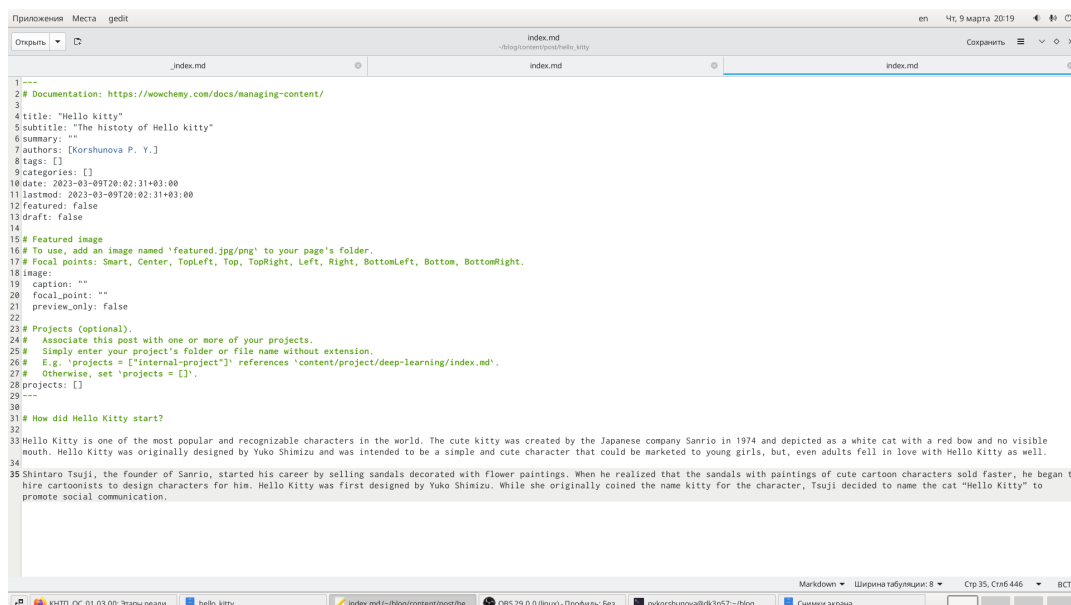 Приложения Места gedit en Чт, 9 марта 20:19
Открыть index.md Сохранить
~/blog/content/post/hello_kitty
_index.md index.md index.md
1 ---
2 # Documentation: https://wowchemy.com/docs/managing-content/
3
4 title: "Hello kitty"
5 subtitle: "The histoty of Hello kitty"
6 summary: ""
7 authors: [Korshunova P. Y.]
8 tags: []
9 categories: []
10 date: 2023-03-09T20:02:31+03:00
11 lastmod: 2023-03-09T20:02:31+03:00
12 featured: false
13 draft: false
14
15 # Featured image
16 # To use, add an image named `featured.jpg/png` to your page's folder.
17 # Focal points: Smart, Center, TopLeft, Top, TopRight, Left, Right, BottomLeft, Bottom, BottomRight.
18 image:
19   caption: ""
20   focal_point: ""
21   preview_only: false
22
23 # Projects (optional).
24 #   Associate this post with one or more of your projects.
25 #   Simply enter your project's folder or file name without extension.
26 #   E.g. `projects = ["internal-project"]` references `content/project/deep-learning/index.md`.
27 #   Otherwise, set `projects = []`.
28 projects: []
29 ---
30
31 # How did Hello Kitty start?
32
33 Hello Kitty is one of the most popular and recognizable characters in the world. The cute kitty was created by the Japanese company Sanrio in 1974 and depicted as a white cat with a red bow and no visible
mouth. Hello Kitty was originally designed by Yuko Shimizu and was intended to be a simple and cute character that could be marketed to young girls, but, even adults fell in love with Hello Kitty as well.
34
35 Shintaro Tsuji, the founder of Sanrio, started his career by selling sandals decorated with flower paintings. When he realized that the sandals with paintings of cute cartoon characters sold faster, he began t
hire cartoonists to design characters for him. Hello Kitty was first designed by Yuko Shimizu. While she originally coined the name kitty for the character, Tsuji decided to name the cat “Hello Kitty” to
promote social communication.
Markdown Ширина табуляции: 8 Стр 35, Стлб 446 ВСТ
КНТП_ОС_01.03.00: Этапы реали hello_kitty index.md (~/blog/content/post/he OBS 29.0.0 (linux) - Профиль: Без pykorshunova@dk3n57:~/blog Снимки экрана